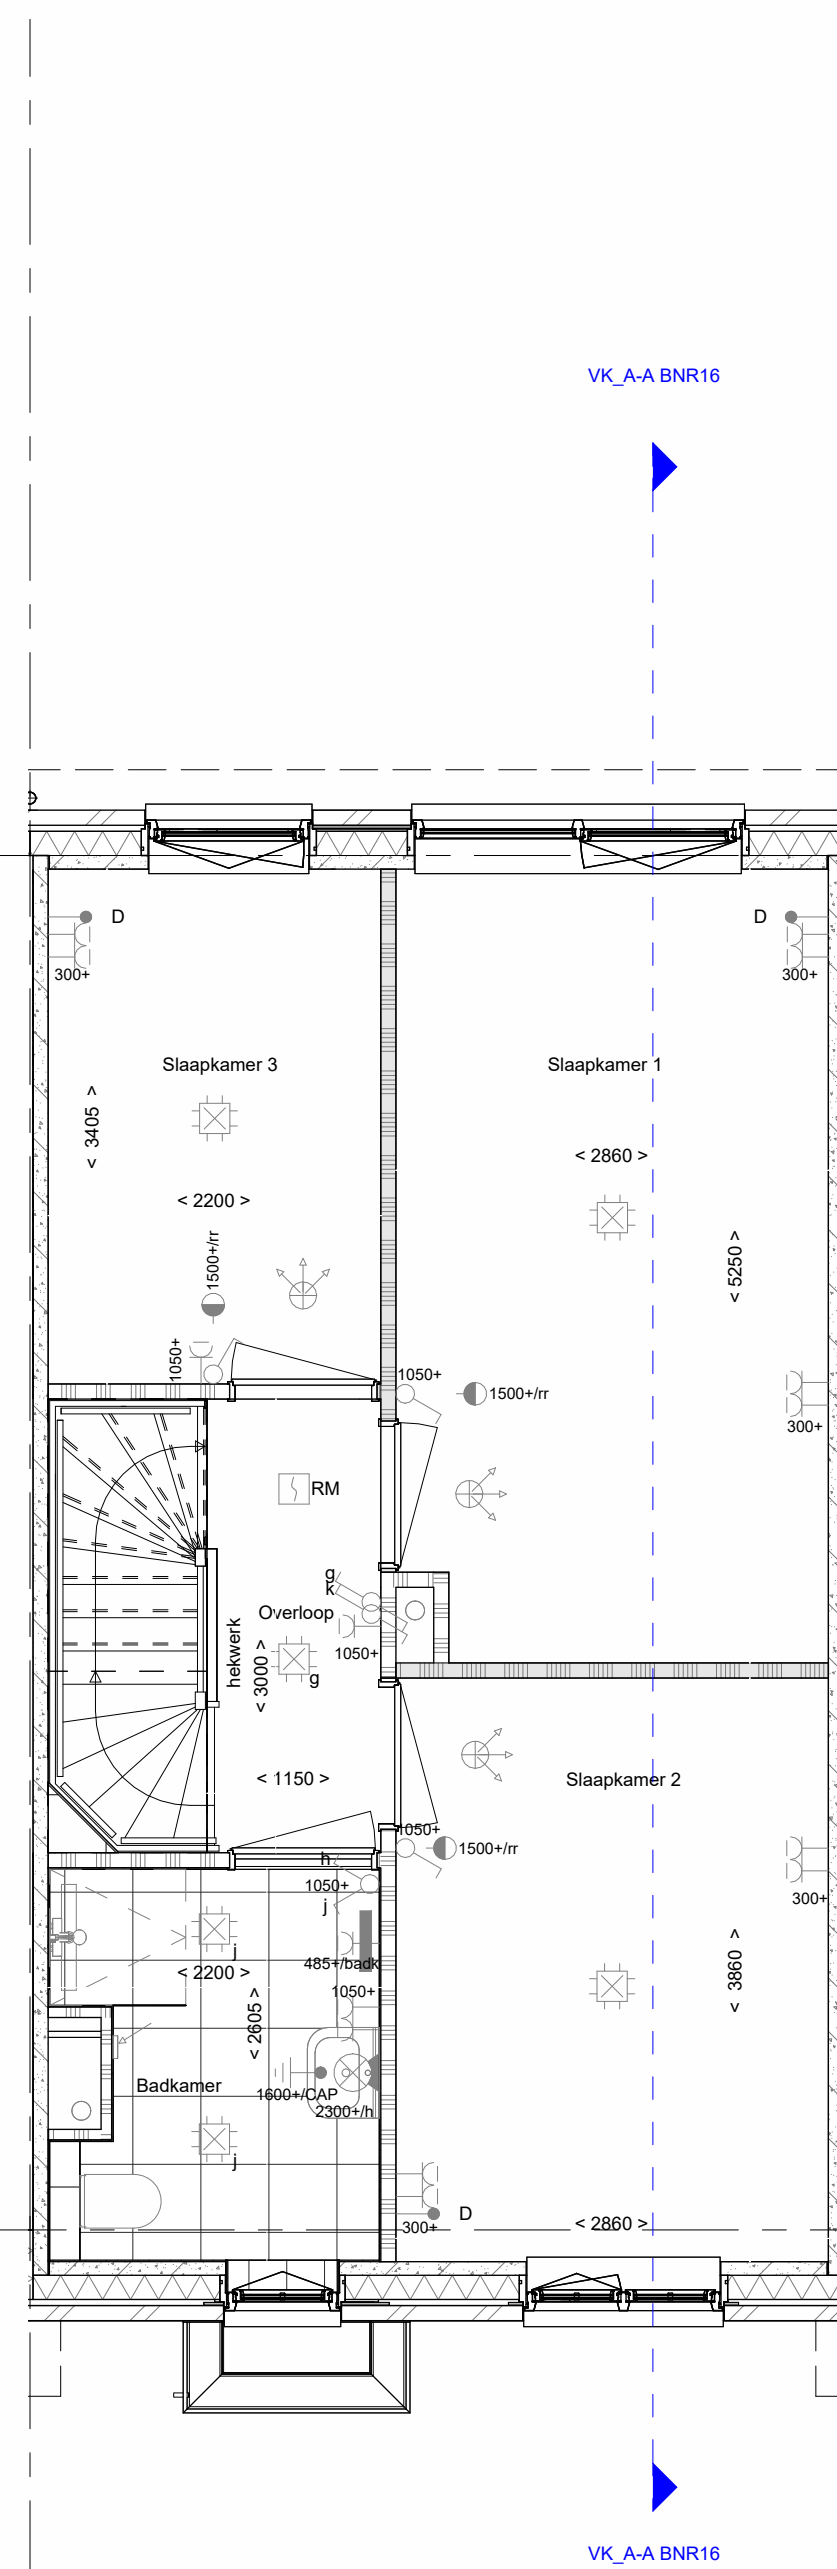 VK_A-A BNR16
D
D
300+
300+
Slaapkamer 3
Slaapkamer 1
< 3405 >
< 2860 >
< 2200 >
1500+/rr
< 5250 >
1050+
1050+
1500+/rr
300+
RM
g
k
Overloop
hekwerk
< 3000 >
1050+
g
< 1150 >
Slaapkamer 2
1050+
1500+/rr
h
1050+
300+
j
j
485+/badk
< 2200 >
1050+
< 2605 >
< 3860 >
Badkamer
1600+/CAP
2300+/h
j
D
300+
< 2860 >
VK_A-A BNR16